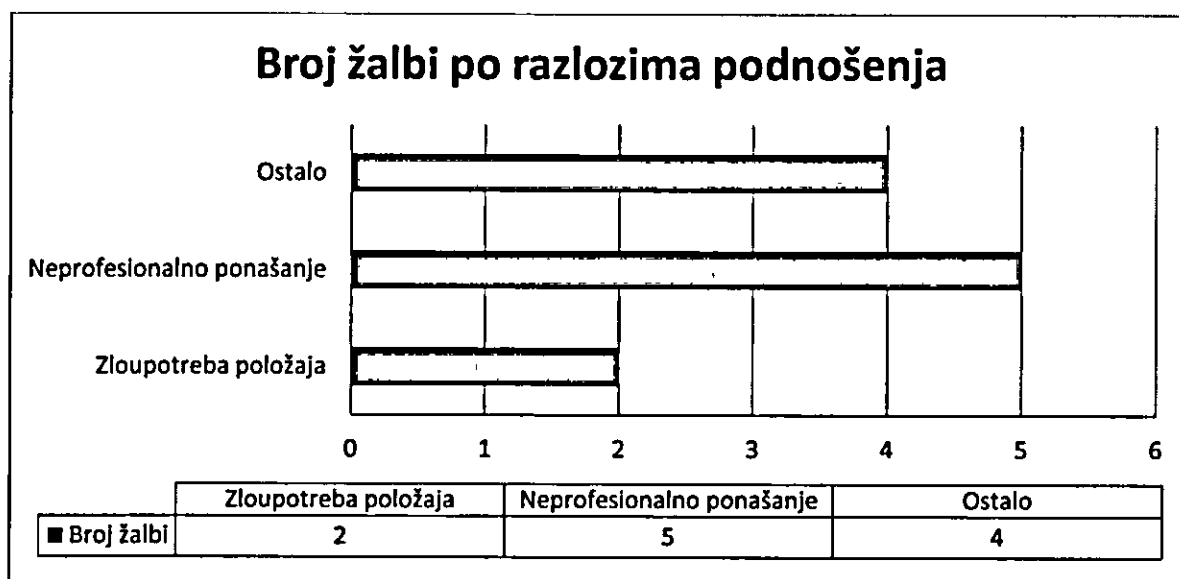 Broj žalbi po razlozima podnošenja
Ostalo
Neprofesionalno ponašanje
Zloupotreba položaja
0 1 2 3 4 5 6
Zloupotreba položaja Neprofesionalno ponašanje Ostalo
■ Broj žalbi 2 5 4